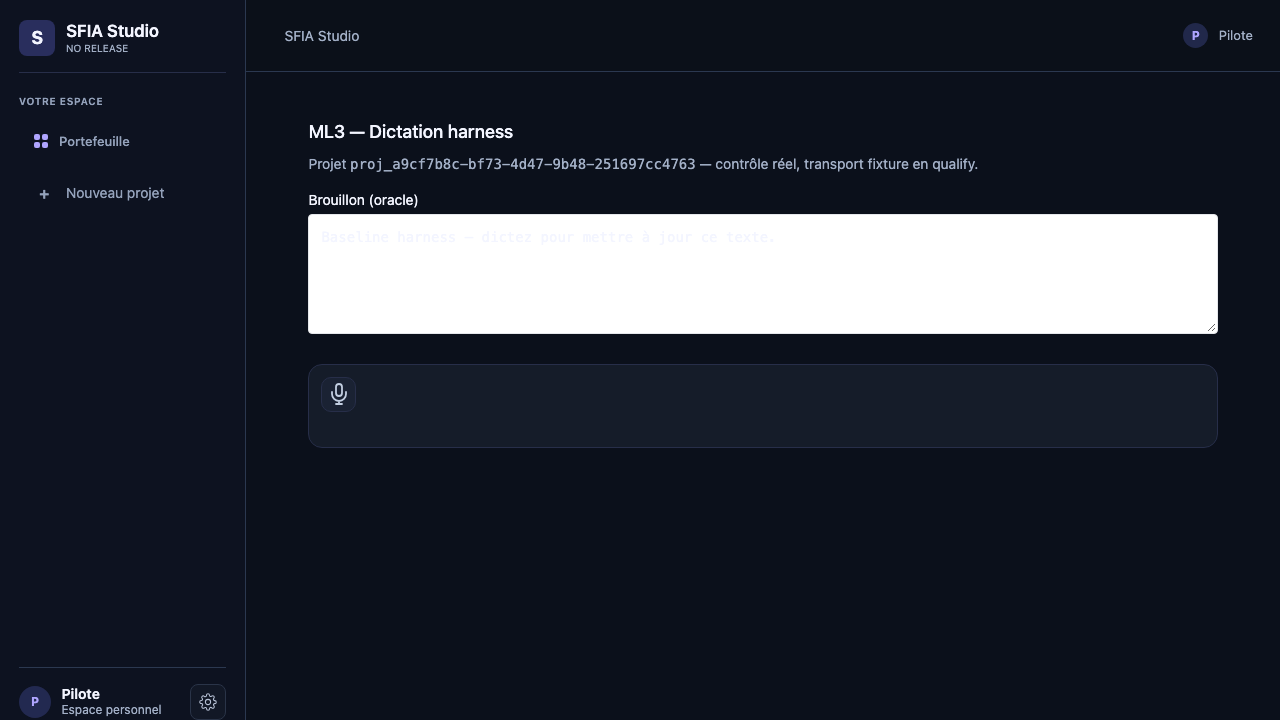 S
SFIA Studio
NO RELEASE
VOTRE ESPACE
Portefeuille
+ Nouveau projet
P
Pilote
Espace personnel
SFIA Studio
P Pilote
ML3 — Dictation harness
Projet proj_a9cf7b8c-bf73-4d47-9b48-251697cc4763 — contrôle réel, transport fixture en qualify.
Brouillon (oracle)
Baseline harness — dictez pour mettre à jour ce texte.